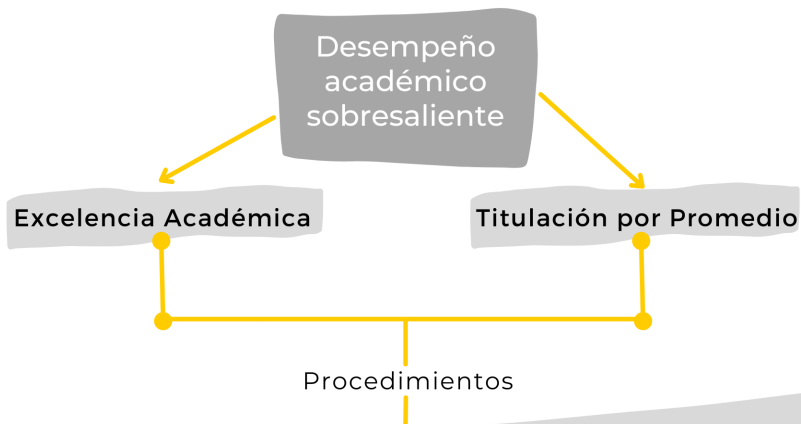 Desempeño
académico
sobresaliente
Excelencia Académica
Titulación por Promedio
Procedimientos